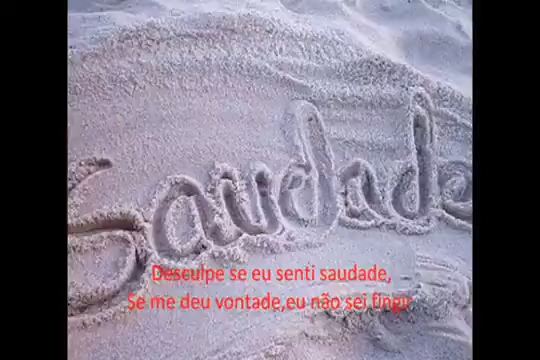 Saudade
Desculpe se eu senti saudade,
Se me deu vontade,eu não sei fingir